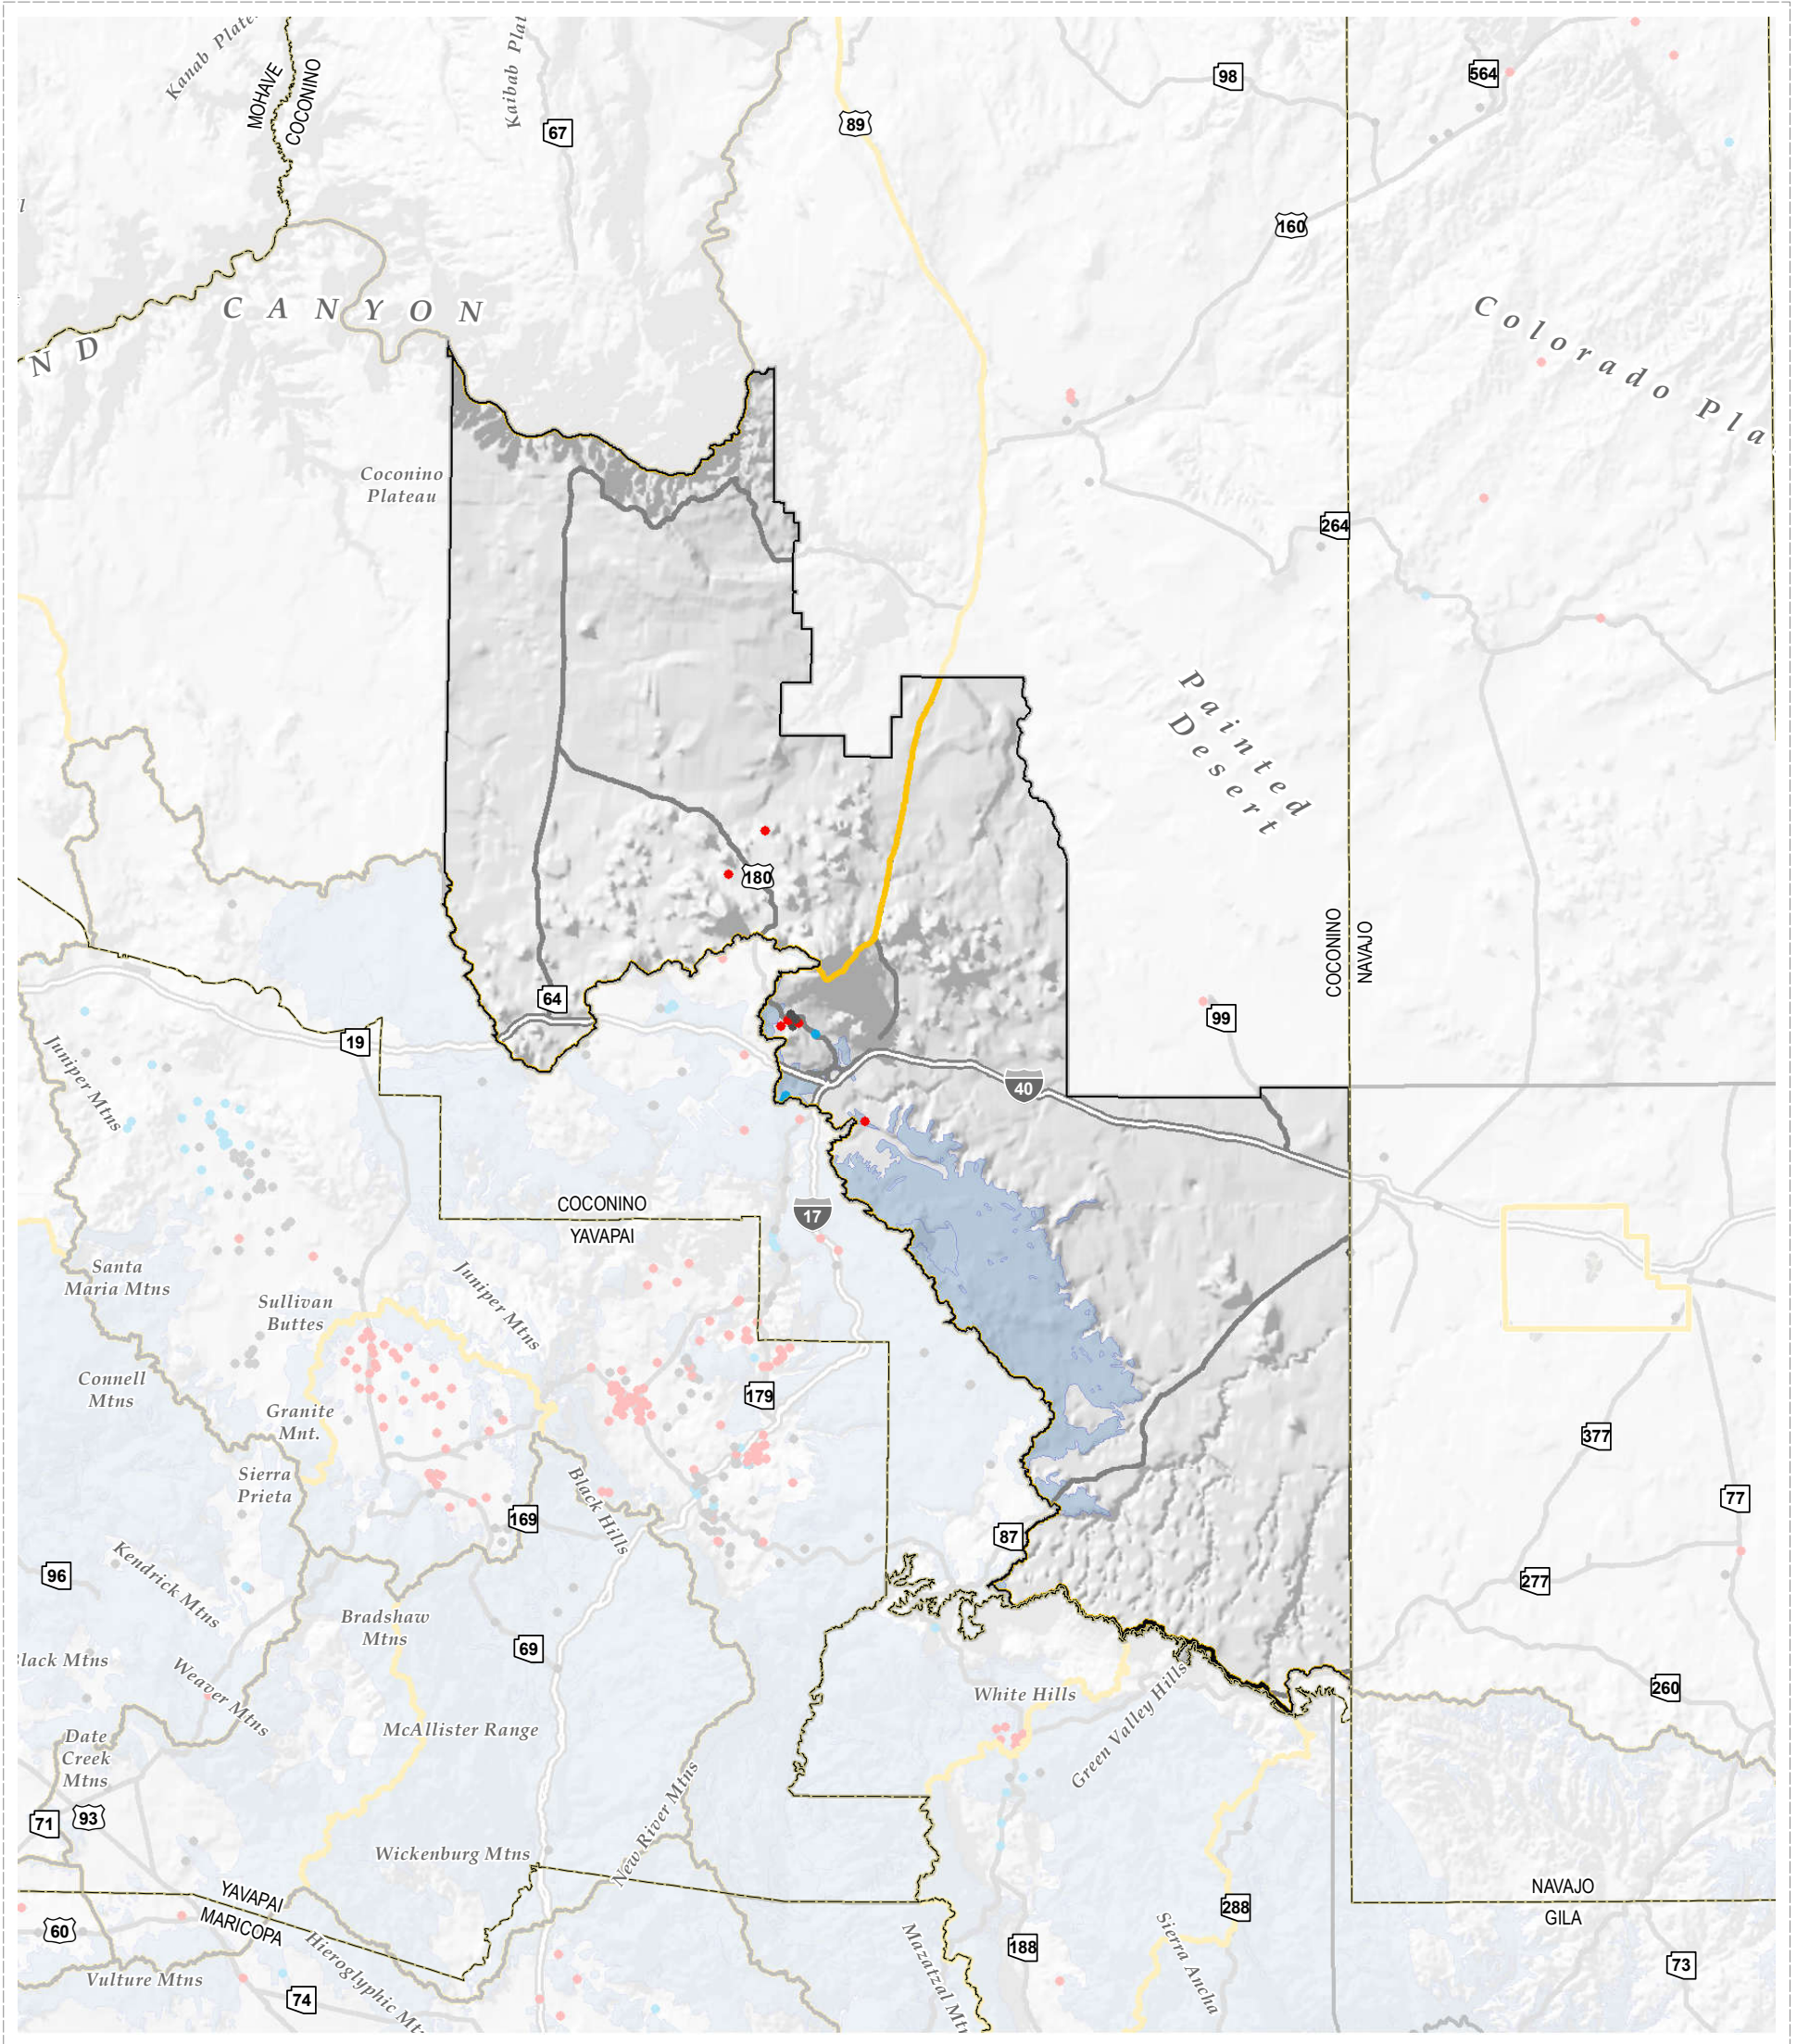 Kanab Plate
MOHAVE
COCONINO
Kaibab Plat
67
89
98
564
160
CANYON
ND
Colorado Pla
Coconino
Plateau
264
Painted
Desert
180
COCONINO
NAVAJO
64
99
19
40
Juniper Mtns
COCONINO
YAVAPAI
17
Santa
Maria Mtns
Sullivan
Buttes
Juniper Mtns
Connell
Mtns
179
Granite
Mnt.
377
Sierra
Prieta
Black Hills
77
169
87
96
Kendrick Mtns
277
Bradshaw
Mtns
69
lack Mtns
Weaver Mtns
White Hills
Green Valley Hills
260
Date
Creek
Mtns
McAllister Range
71
93
New River Mtns
Wickenburg Mtns
YAVAPAI
MARICOPA
NAVAJO
GILA
60
288
Hieroglyphic Mt
Mazatzal Mt
188
Sierra Ancha
73
Vulture Mtns
74